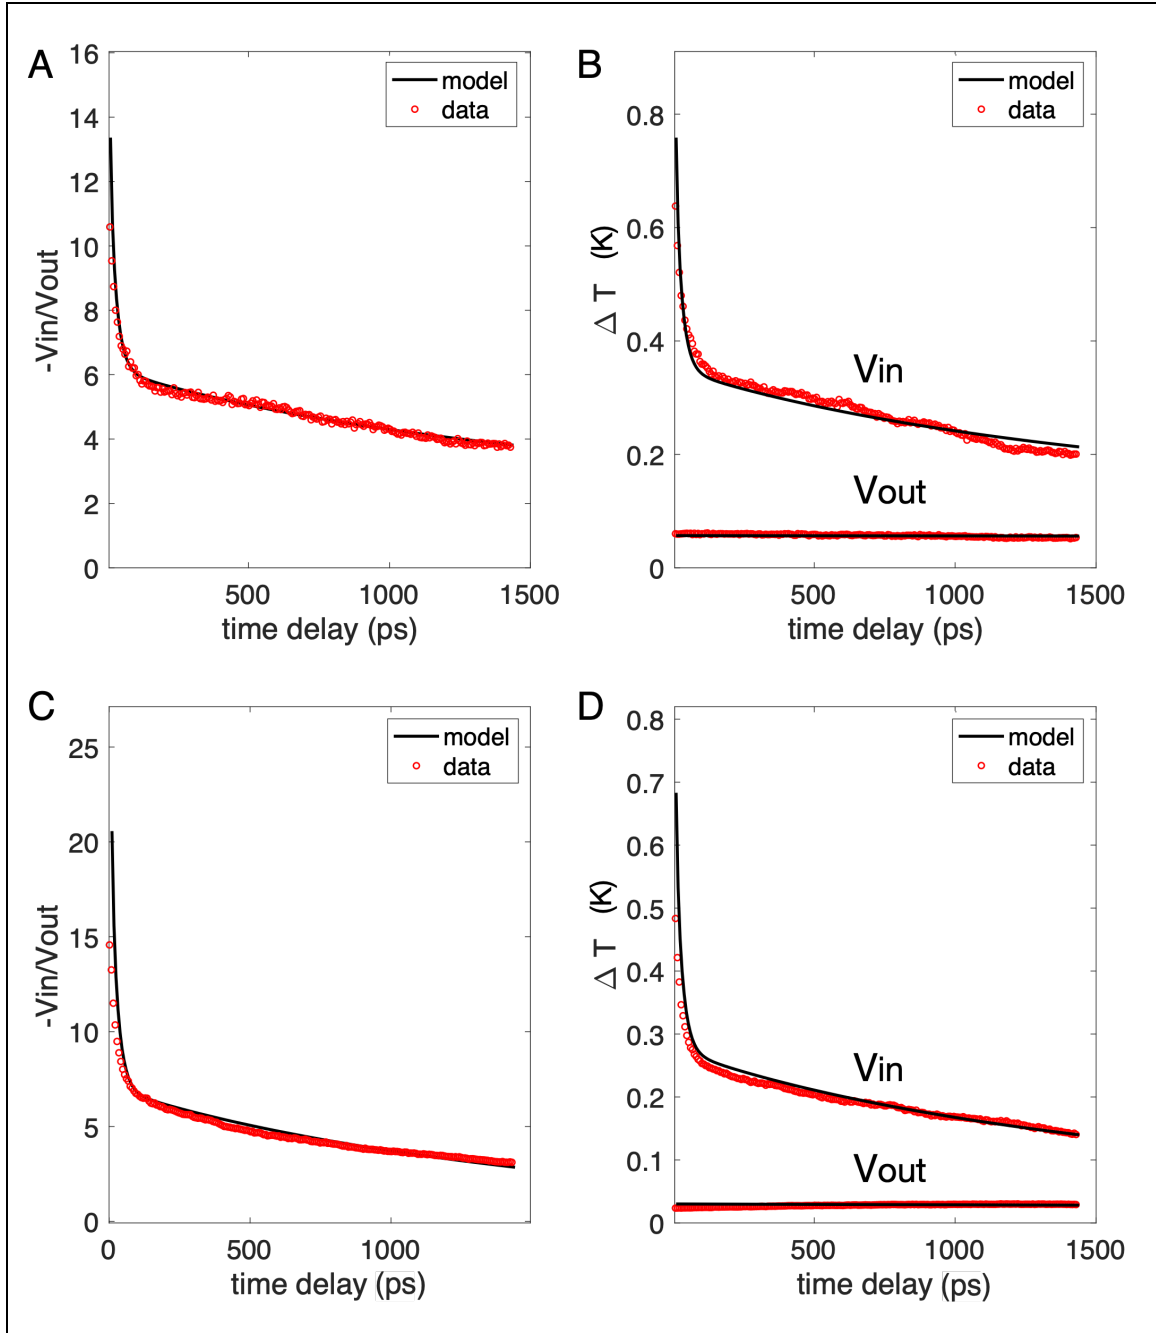 A
16
14
12
10
8
6
4
2
0
-Vin/Vout
500
1000
1500
time delay (ps)
model
data
B
0.8
0.6
0.4
0.2
0
Δ T (K)
Vin
Vout
500
1000
1500
time delay (ps)
model
data
C
25
20
15
10
5
0
-Vin/Vout
0
500
1000
time delay (ps)
model
data
D
0.8
0.7
0.6
0.5
0.4
0.3
0.2
0.1
0
Δ T (K)
Vin
Vout
500
1000
1500
time delay (ps)
model
data